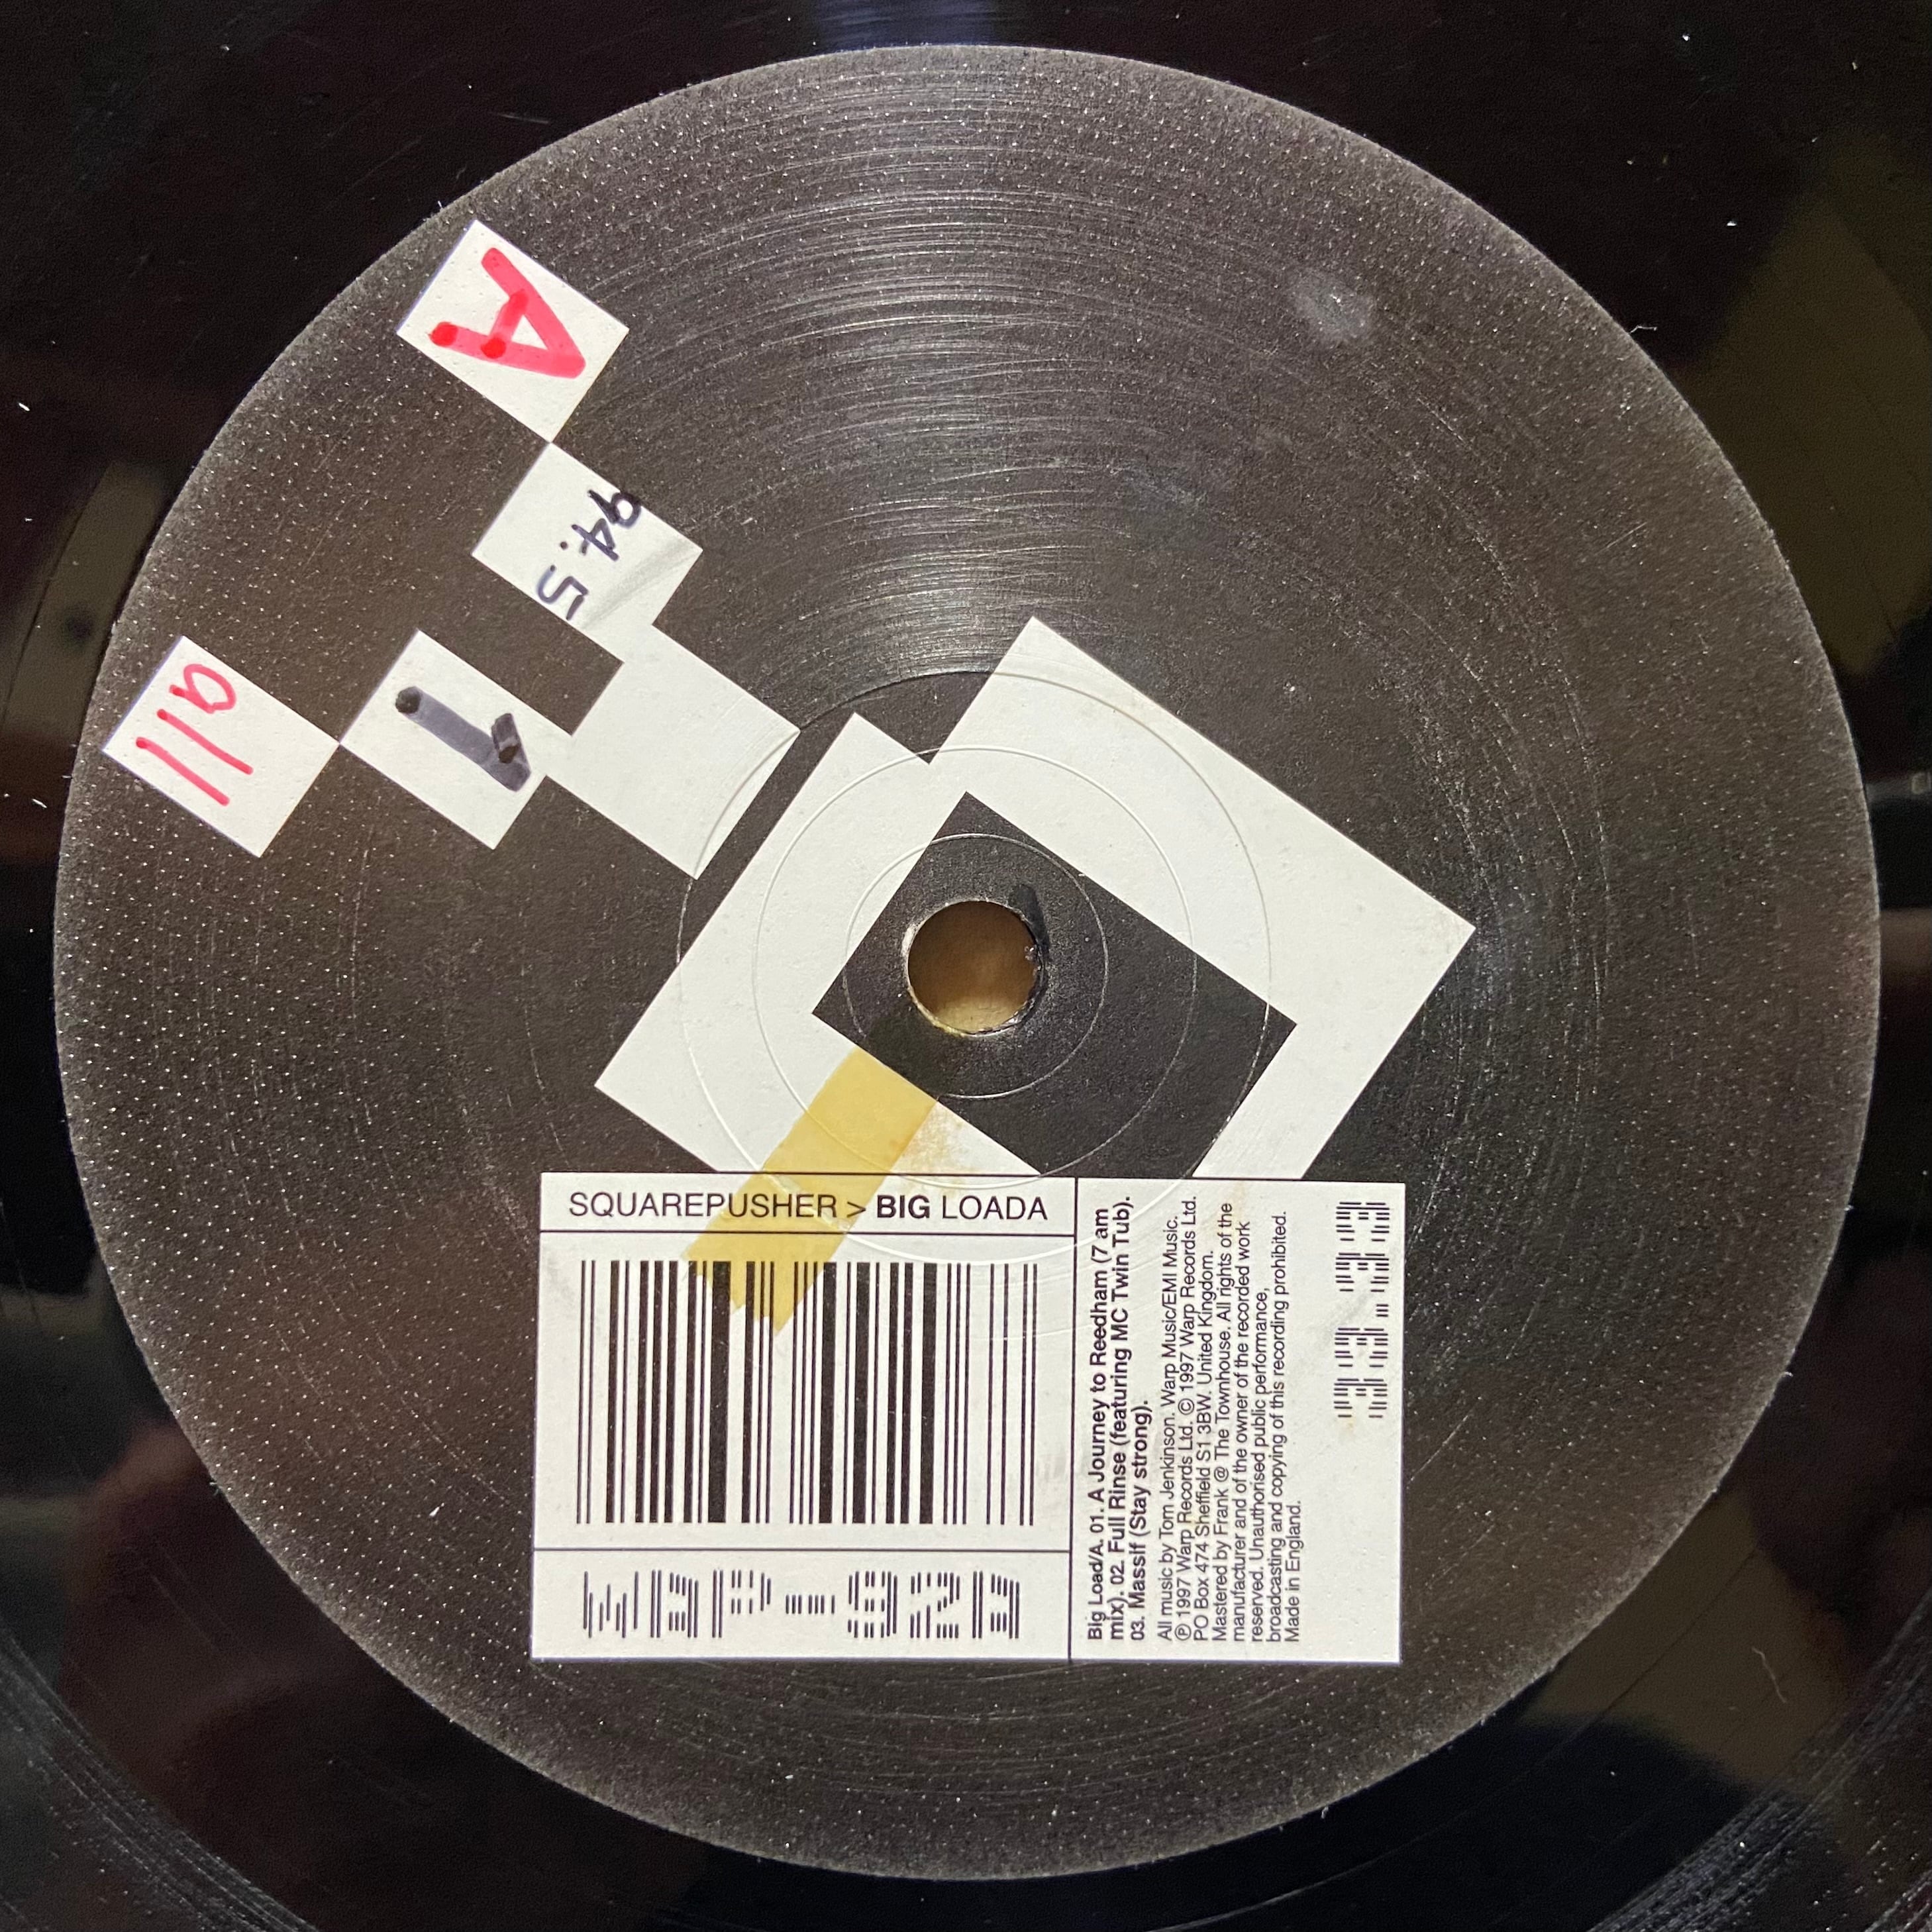 A
94.5
1
all
SQUAREPUSHER > BIG LOADA
WAP-92A
Big Load/A. 01. A Journey to Reedham (7 am
mix). 02. Full Rinse (featuring MC Twin Tub).
03. Massif (Stay strong).
All music by Tom Jenkinson. Warp Music/EMI Music.
℗ 1997 Warp Records Ltd. © 1997 Warp Records Ltd.
PO Box 474 Sheffield S1 3BW. United Kingdom.
Mastered by Frank @ The Townhouse. All rights of the
manufacturer and of the owner of the recorded work
reserved. Unauthorised public performance,
broadcasting and copying of this recording prohibited.
Made in England.
33.33